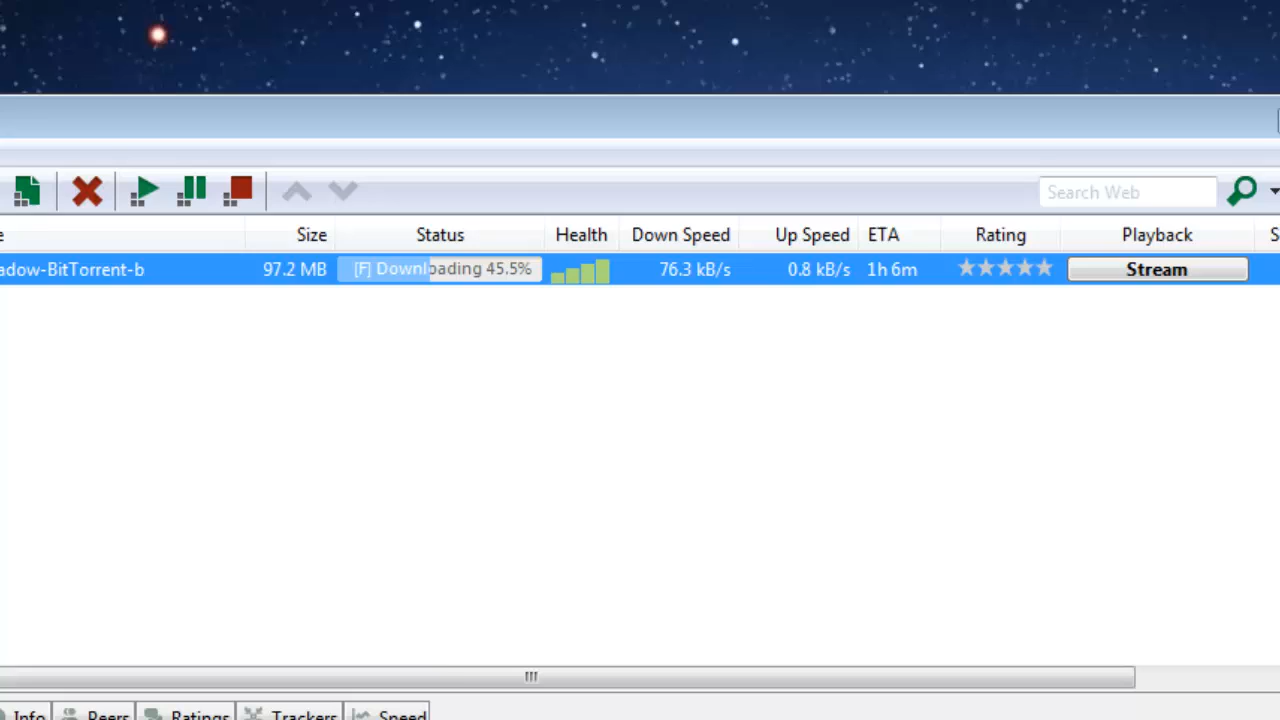 Search Web
e Size Status Health Down Speed Up Speed ETA Rating Playback S
adow-BitTorrent-b 97.2 MB [F] Downloading 45.5% 76.3 kB/s 0.8 kB/s 1h 6m Stream
Info Peers Ratings Trackers Speed